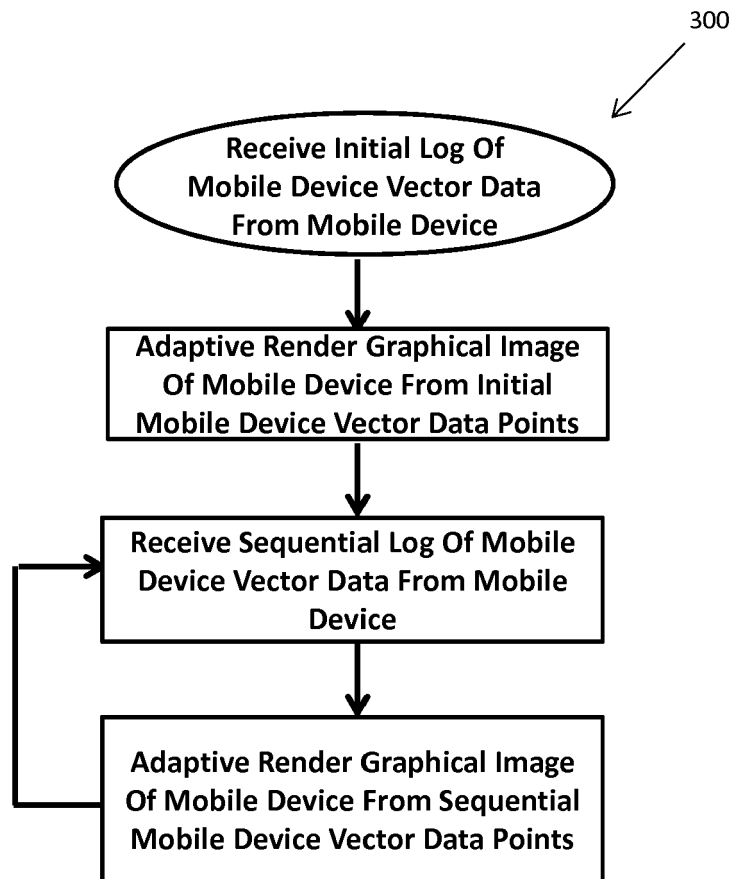 300
Receive Initial Log Of
Mobile Device Vector Data
From Mobile Device
Adaptive Render Graphical Image
Of Mobile Device From Initial
Mobile Device Vector Data Points
Receive Sequential Log Of Mobile
Device Vector Data From Mobile
Device
Adaptive Render Graphical Image
Of Mobile Device From Sequential
Mobile Device Vector Data Points